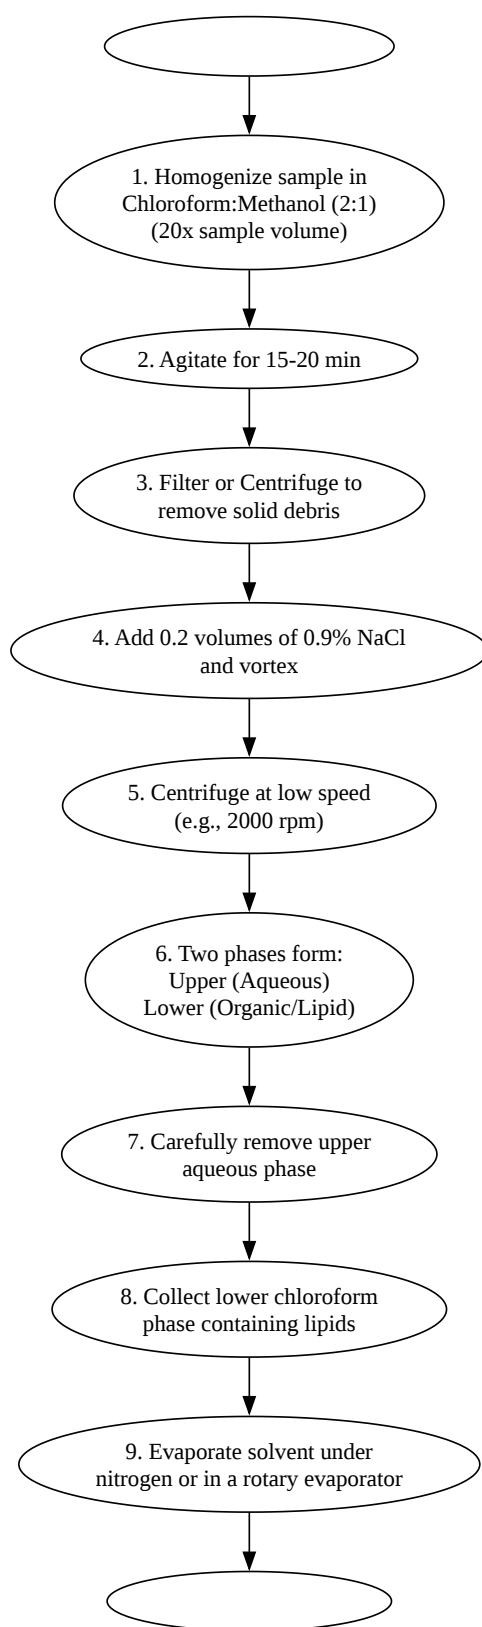 1. Homogenize sample in
Chloroform:Methanol (2:1)
(20x sample volume)
2. Agitate for 15-20 min
3. Filter or Centrifuge to
remove solid debris
4. Add 0.2 volumes of 0.9% NaCl
and vortex
5. Centrifuge at low speed
(e.g., 2000 rpm)
6. Two phases form:
Upper (Aqueous)
Lower (Organic/Lipid)
7. Carefully remove upper
aqueous phase
8. Collect lower chloroform
phase containing lipids
9. Evaporate solvent under
nitrogen or in a rotary evaporator